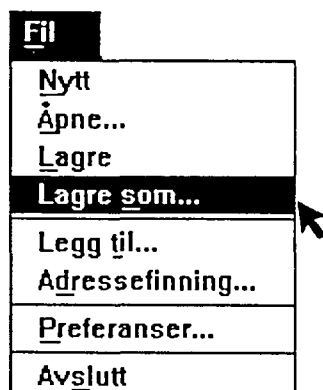 Fil
Nytt
Åpne...
Lagre
Lagre som...
Legg til...
Adressefinning...
Preferanser...
Avslutt